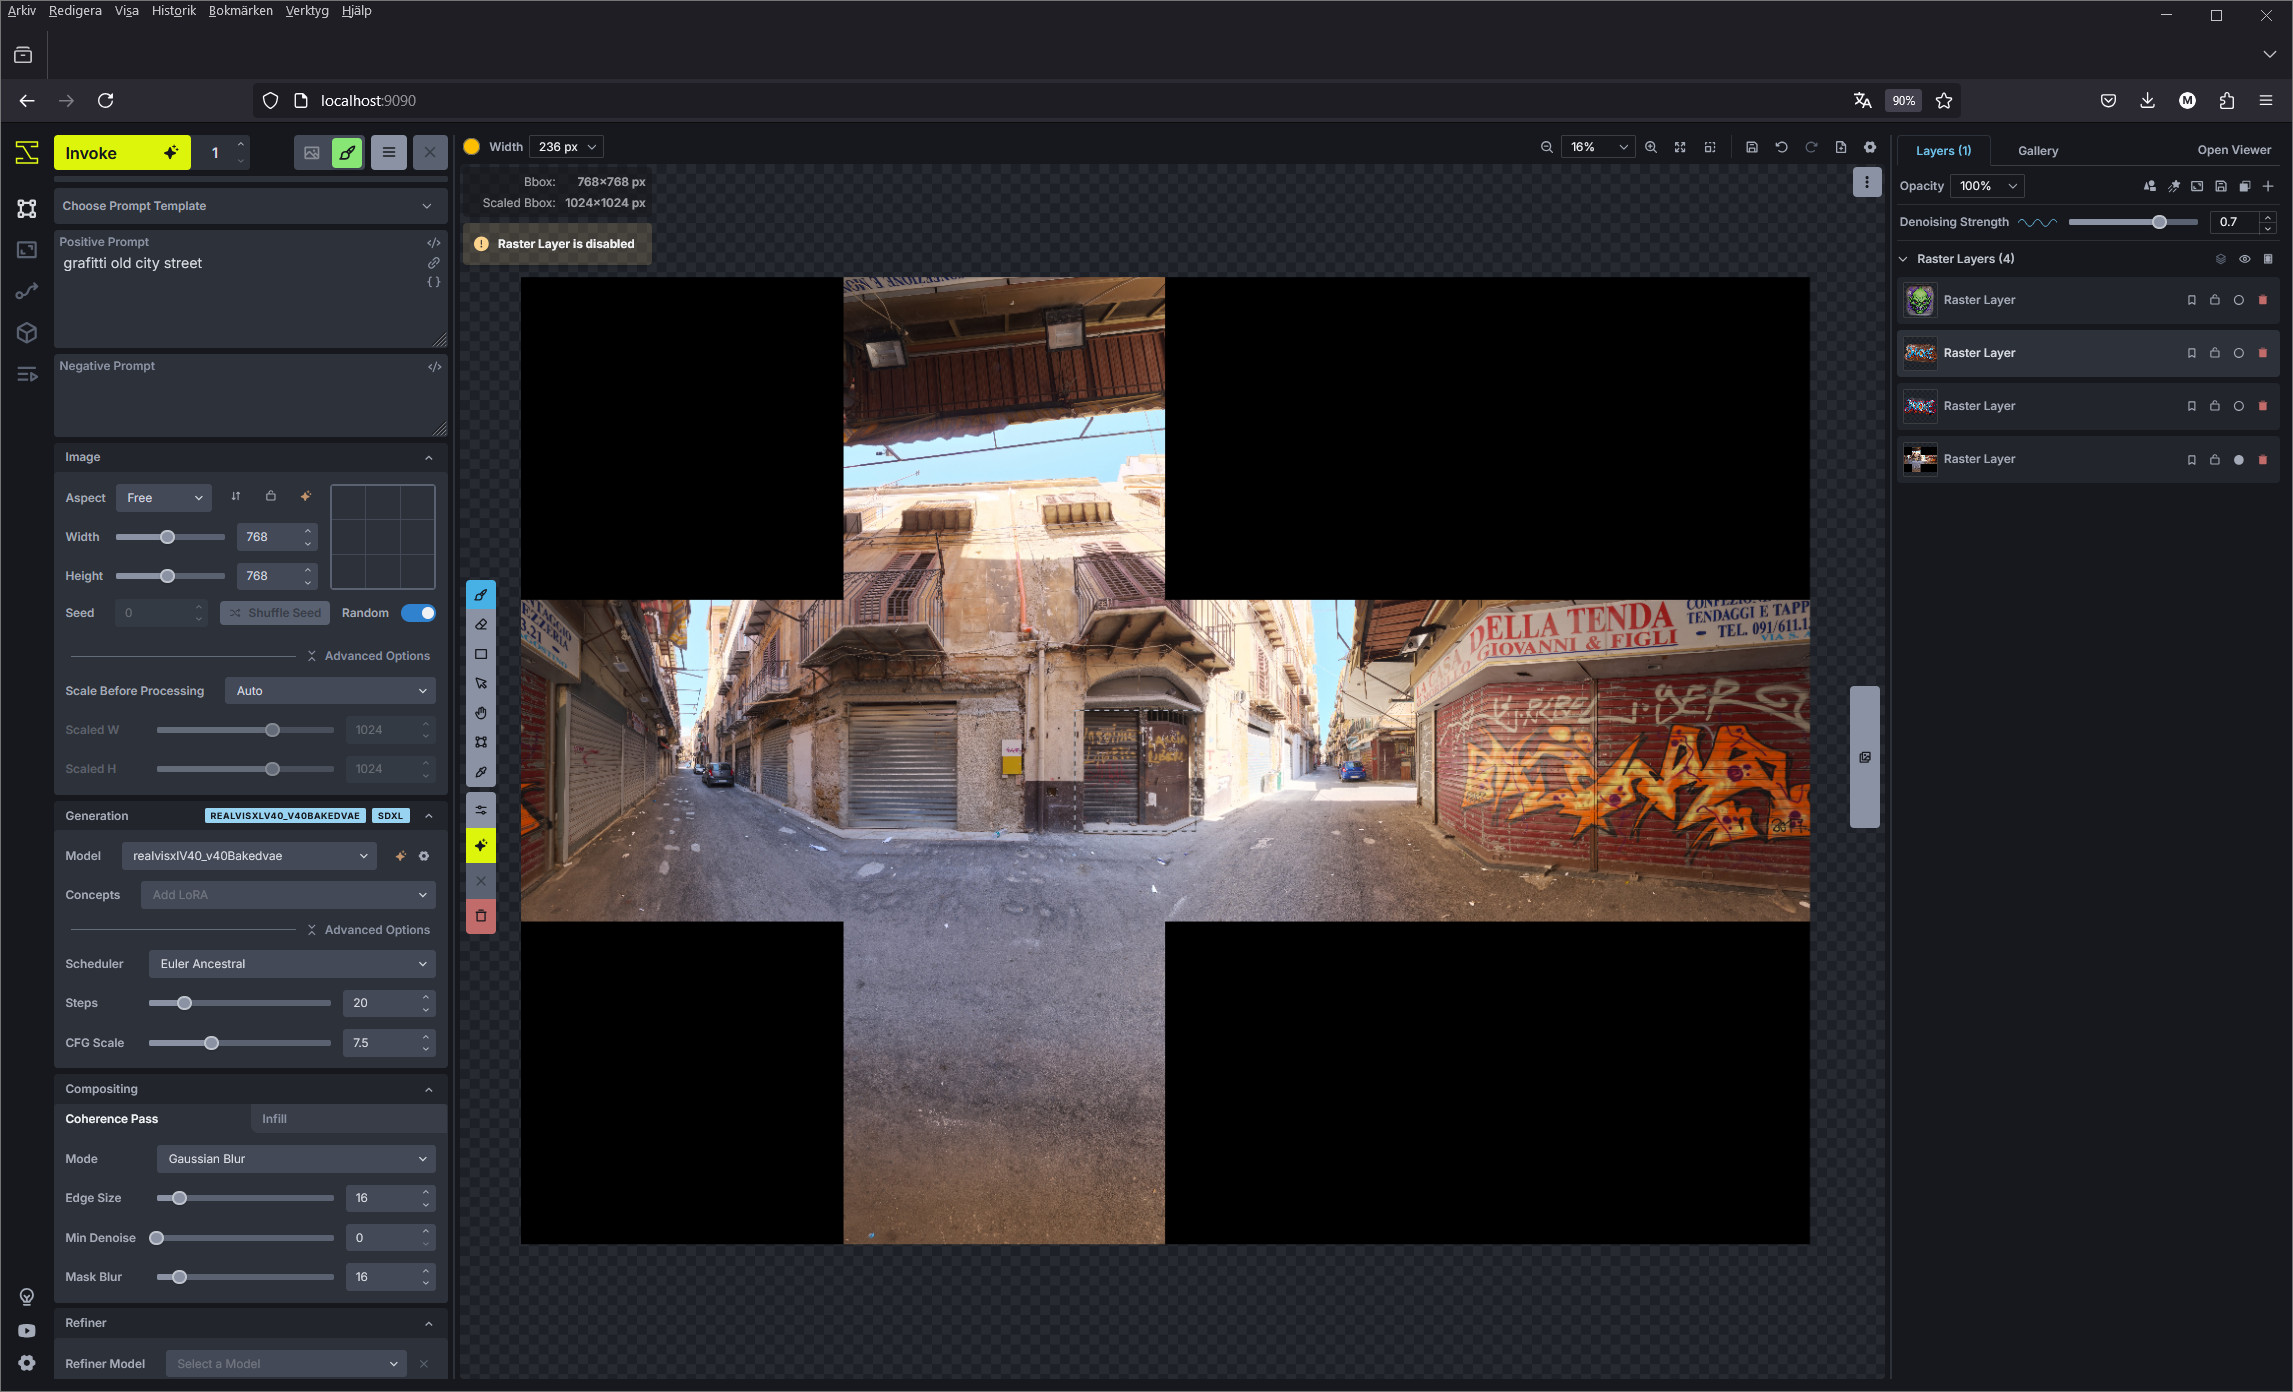 Arkiv Redigera Visa Historik Bokmärken Verktyg Hjälp
localhost:9090
90%
M
Invoke
1
Width 236 px
16%
Layers (1)
Gallery
Open Viewer
Bbox: 768×768 px
Scaled Bbox: 1024×1024 px
Raster Layer is disabled
Choose Prompt Template
Positive Prompt
grafitti old city street
Negative Prompt
Image
Aspect Free
Width 768
Height 768
Seed 0 Shuffle Seed Random
Advanced Options
Scale Before Processing Auto
Scaled W 1024
Scaled H 1024
Generation REALVISXLV40_V40BAKEDVAE SDXL
Model realvisxlV40_v40Bakedvae
Concepts Add LoRA
Advanced Options
Scheduler Euler Ancestral
Steps 20
CFG Scale 7.5
Compositing
Coherence Pass Infill
Mode Gaussian Blur
Edge Size 16
Min Denoise 0
Mask Blur 16
Refiner
Refiner Model Select a Model
DELLA TENDA
GIOVANNI & FIGLI
TENDAGGI E TAPP
- TEL. 091/611.1
Opacity 100%
Denoising Strength 0.7
Raster Layers (4)
Raster Layer
Raster Layer
Raster Layer
Raster Layer